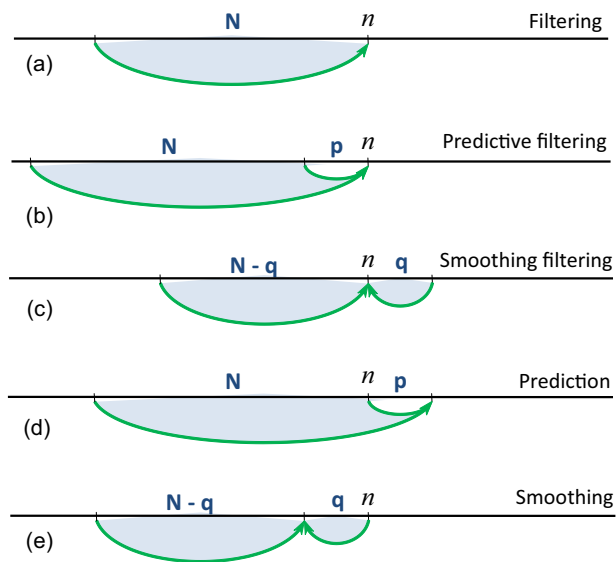 N n Filtering
(a)
N p n Predictive filtering
(b)
N - q n q Smoothing filtering
(c)
N n p Prediction
(d)
N - q q n Smoothing
(e)